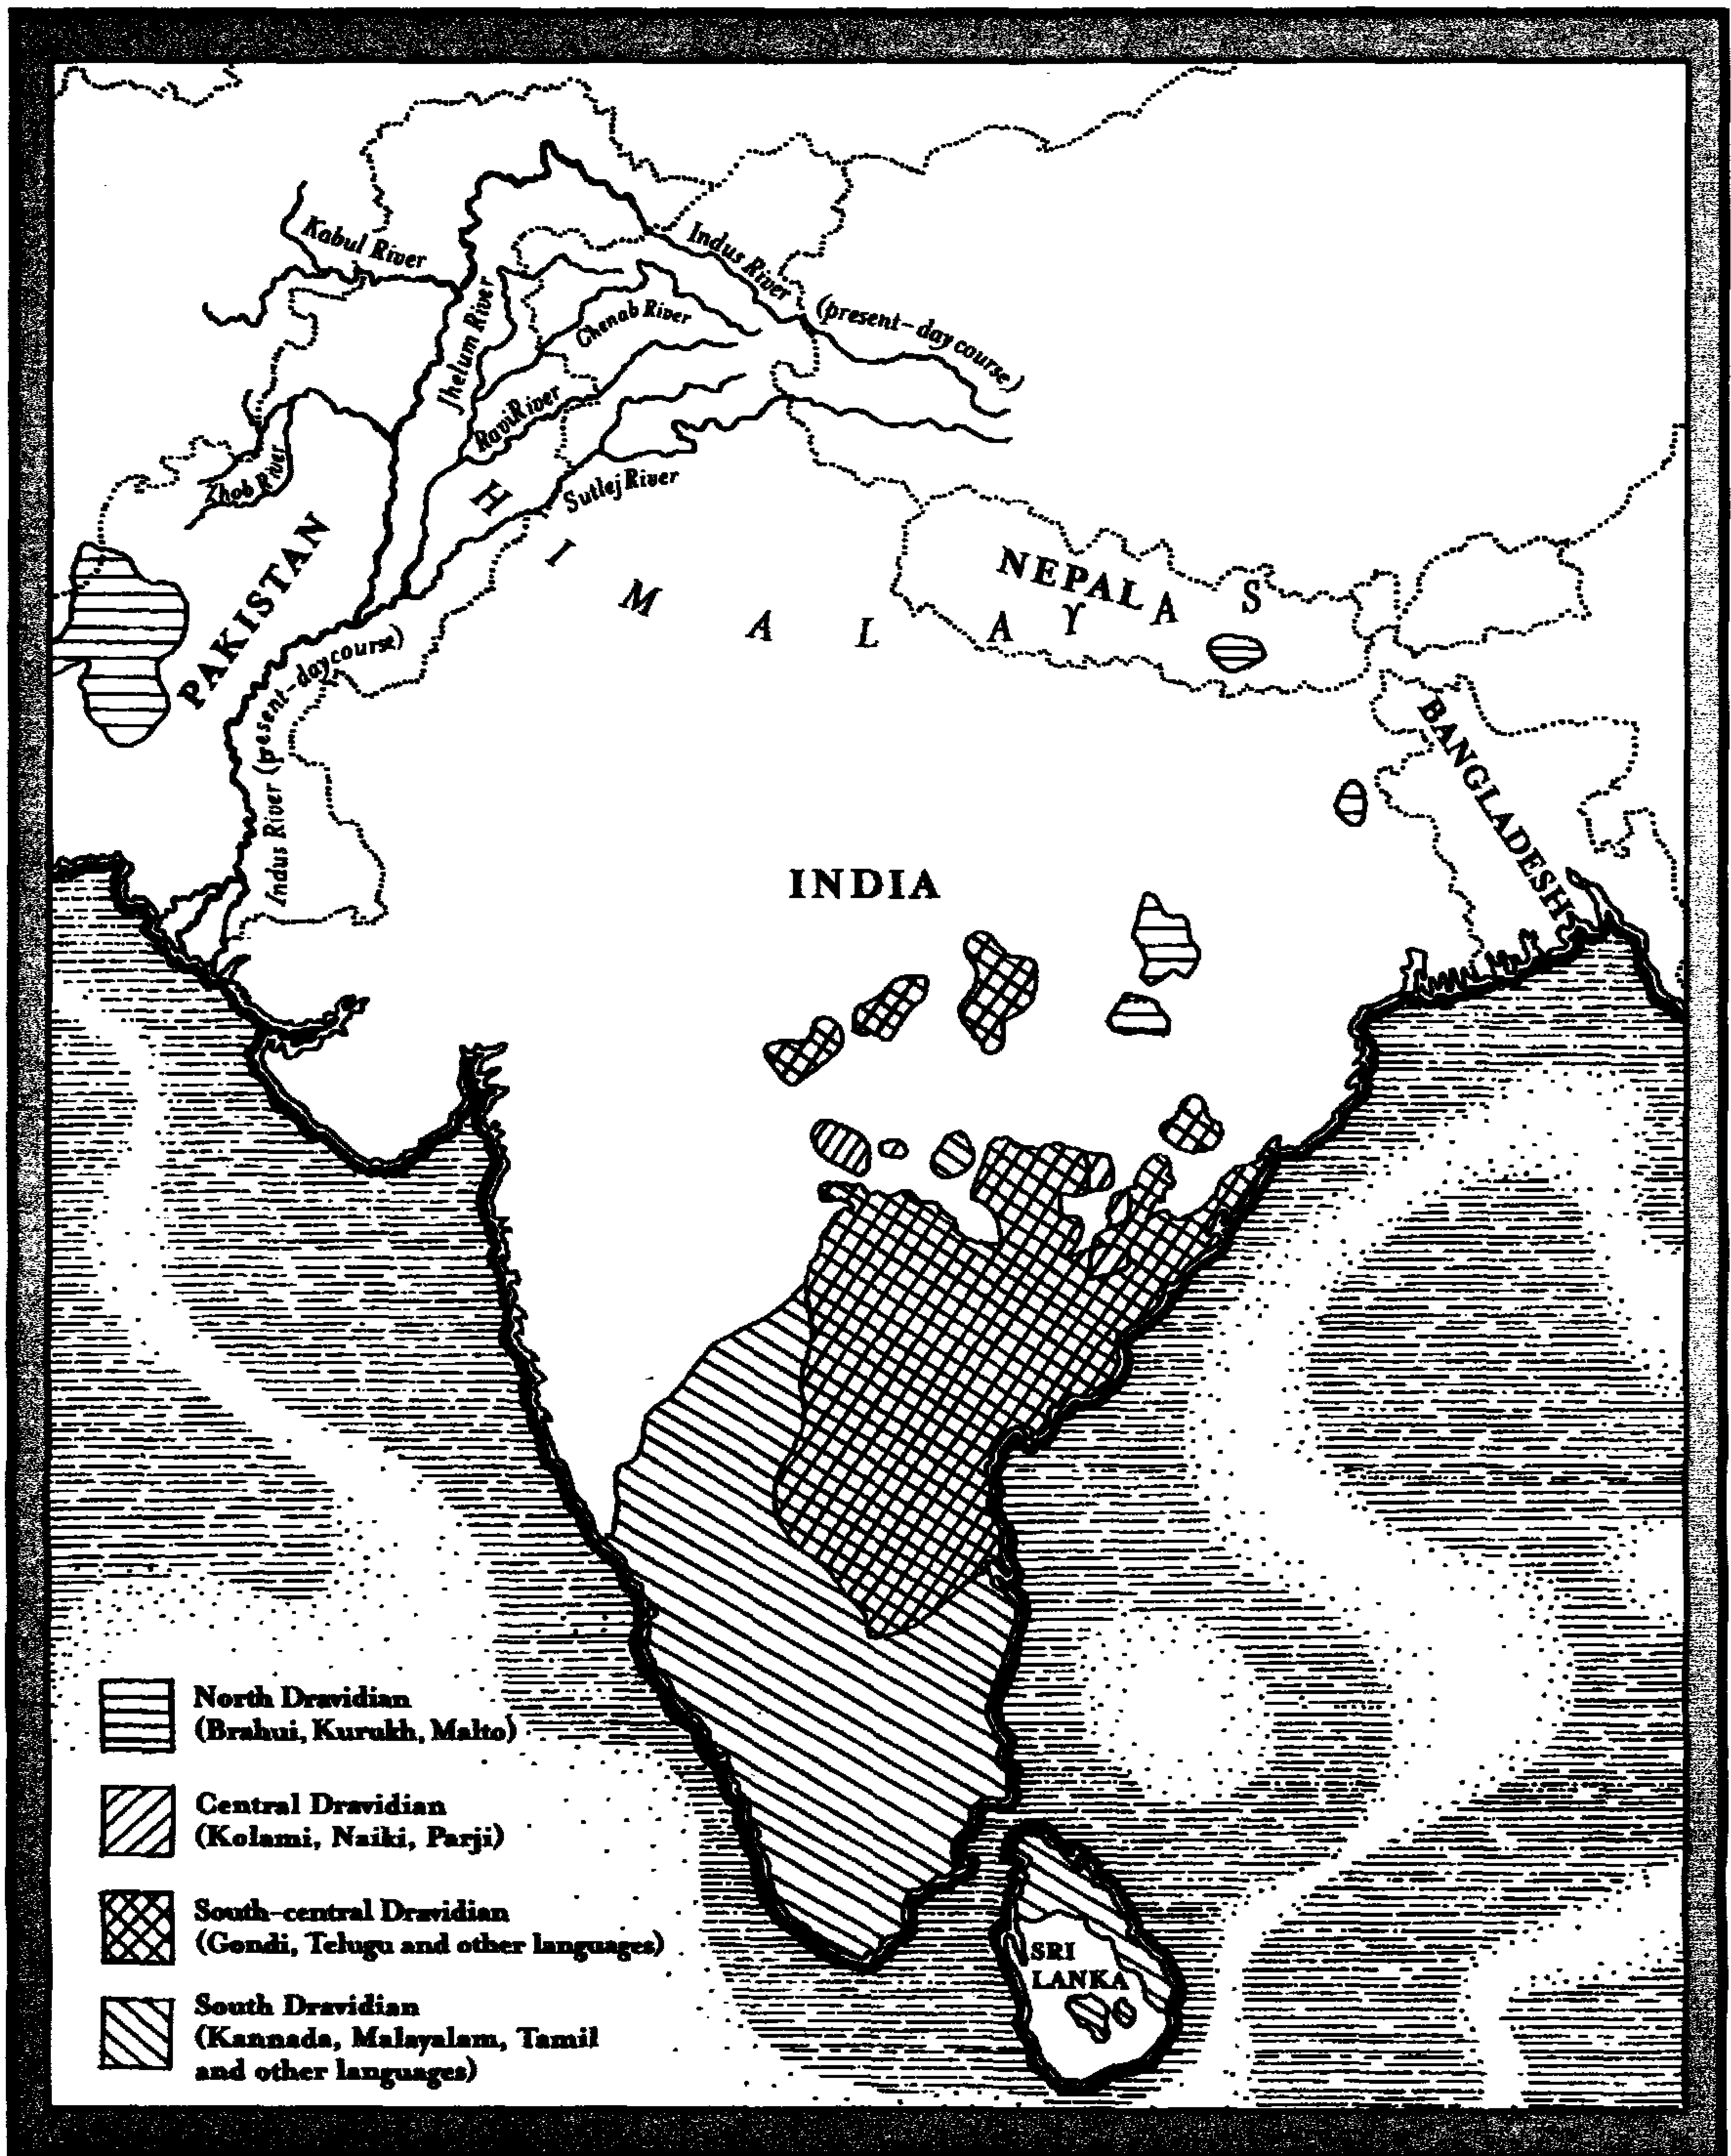 Kabul River
Indus River
(present-day course)
Jhelum River
Chenab River
Ravi River
Zhob River
Sutlej River
HIMALAYAS
NEPAL
PAKISTAN
Indus River (present-day course)
BANGLADESH
INDIA
North Dravidian
(Brahui, Kurukh, Malto)
Central Dravidian
(Kolami, Naiki, Parji)
South-central Dravidian
(Gondi, Telugu and other languages)
South Dravidian
(Kannada, Malayalam, Tamil
and other languages)
SRI
LANKA